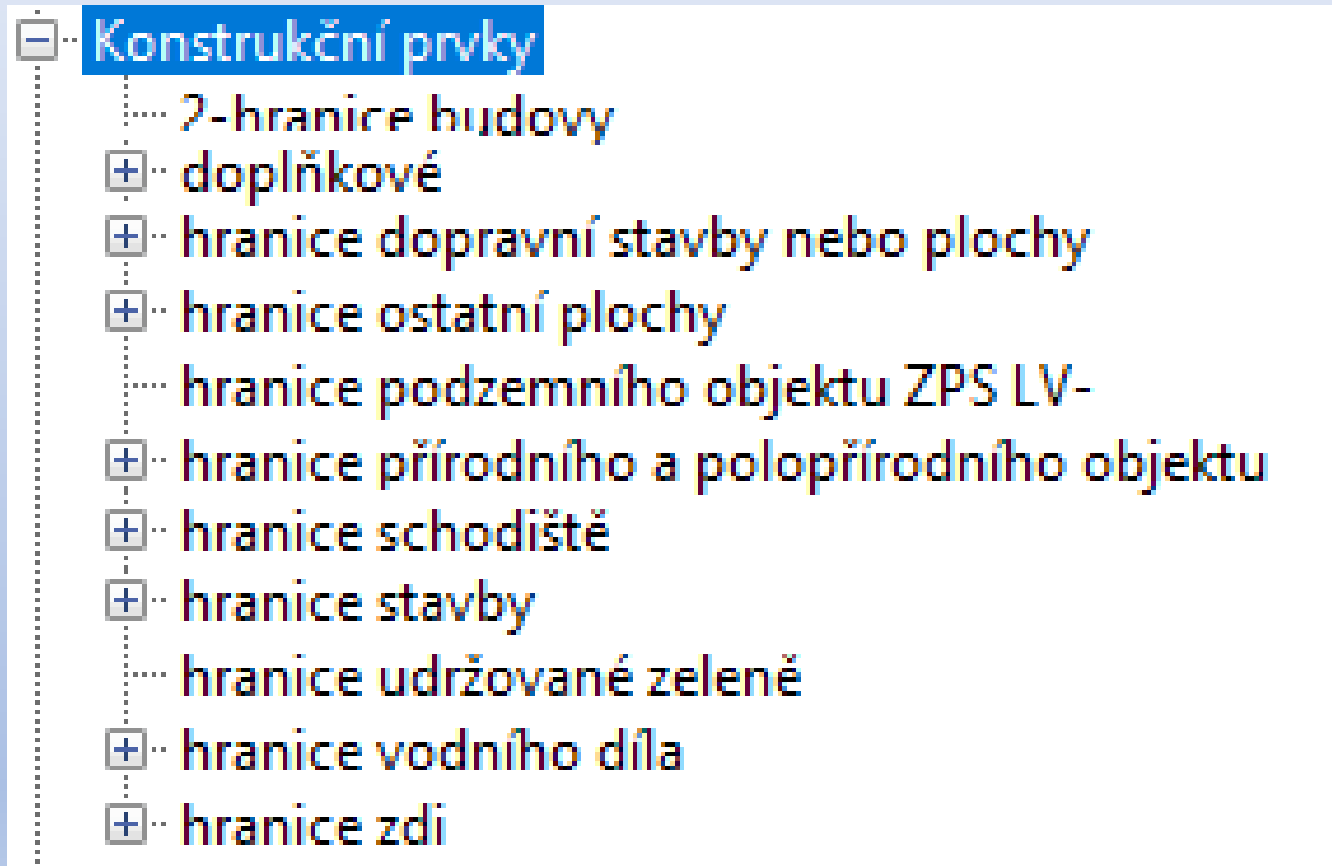 Konstrukční prvky
2-hranice budovy
doplňkové
hranice dopravní stavby nebo plochy
hranice ostatní plochy
hranice podzemního objektu ZPS LV-
hranice přírodního a polopřírodního objektu
hranice schodiště
hranice stavby
hranice udržované zeleně
hranice vodního díla
hranice zdi